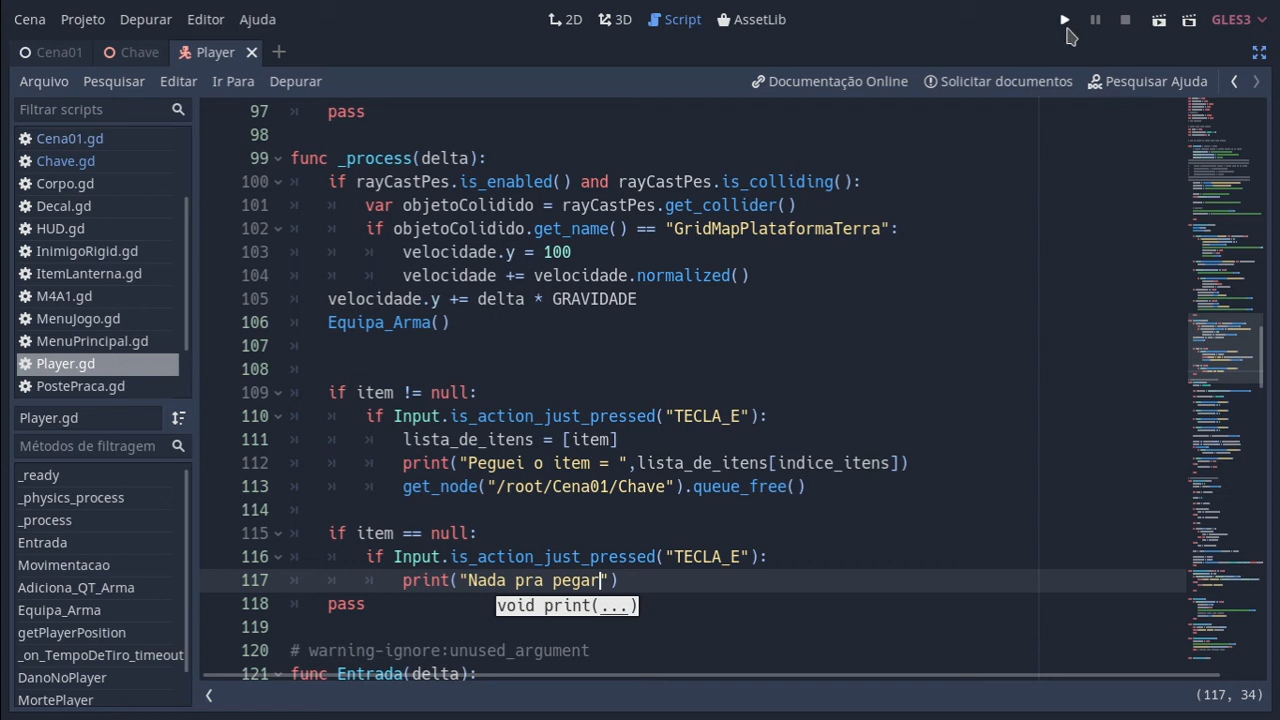 Cena Projeto Depurar Editor Ajuda 2D 3D Script AssetLib GLES3
Cena01 Chave Player
Arquivo Pesquisar Editar Ir Para Depurar Documentação Online Solicitar documentos Pesquisar Ajuda
Filtrar scripts
Cena01.gd
Chave.gd
Corpo.gd
Decal.gd
HUD.gd
InimigoRigid.gd
ItemLanterna.gd
M4A1.gd
MenuJogo.gd
MenuPrincipal.gd
Player.gd
PostePraca.gd
Player.gd
Método de filtragem
_ready
_physics_process
_process
Entrada
Movimentacao
Adiciona_QT_Arma
Equipa_Arma
getPlayerPosition
_on_TempoDeTiro_timeout
DanoNoPlayer
MortePlayer
97 pass
98
99 func _process(delta):
100 if rayCastPes.is_enabled() and rayCastPes.is_colliding():
101 var objetoColidido = rayCastPes.get_collider()
102 if objetoColidido.get_name() == "GridMapPlataformaTerra":
103 velocidade = 100
104 velocidade = velocidade.normalized()
105 velocidade.y += delta * GRAVIDADE
106 Equipa_Arma()
107
108
109 if item != null:
110 if Input.is_action_just_pressed("TECLA_E"):
111 lista_de_itens = [item]
112 print("Pegou o item = ",lista_de_itens[indice_itens])
113 get_node("/root/Cena01/Chave").queue_free()
114
115 if item == null:
116 if Input.is_action_just_pressed("TECLA_E"):
117 print("Nada pra pegar")
118 pass
void print(...)
119
120 # warning-ignore:unused_argument
121 func Entrada(delta):
(117, 34)